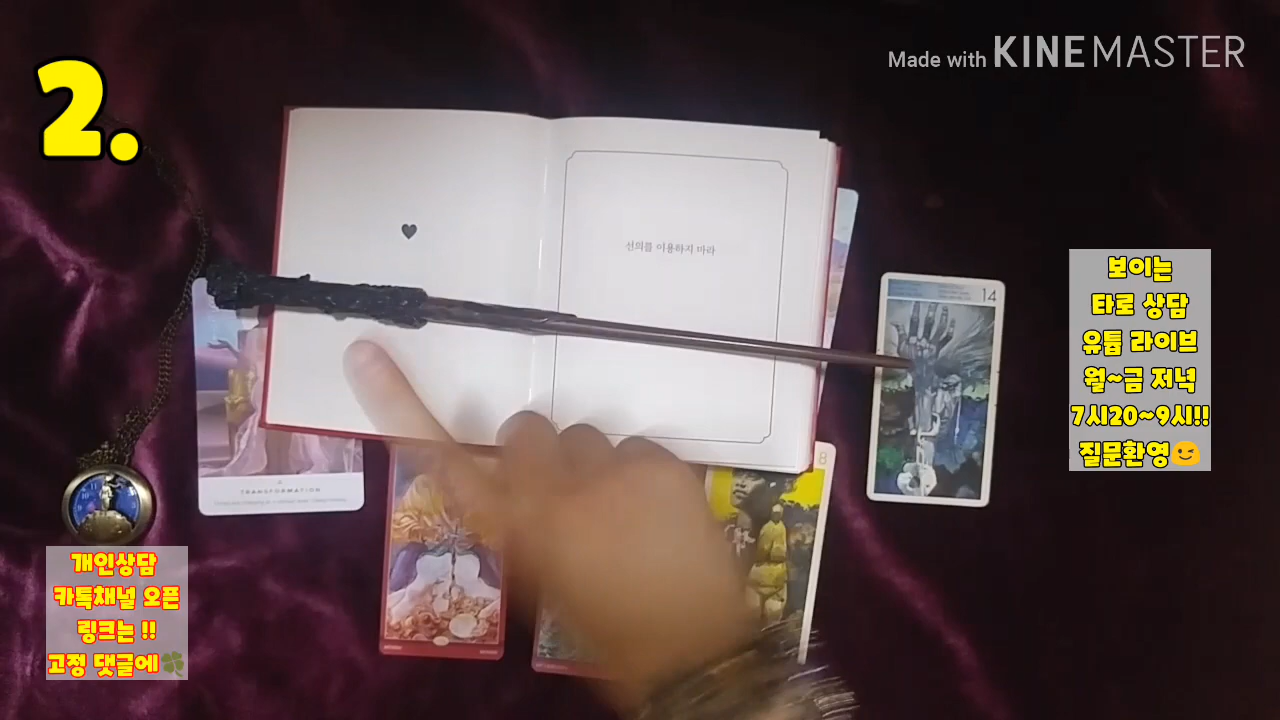 Made with KINEMASTER
2.
선의를 이용하지 마라
14
보이는
타로 상담
유튭 라이브
월~금 저녁
7시20~9시!!
질문환영😉
TRANSFORMATION
8
개인상담
카톡채널 오픈
링크는 !!
고정 댓글에🍀